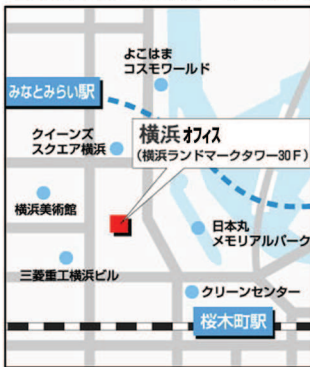 よこはま
コスモワールド
みなとみらい駅
クイーンズ
スクエア横浜
横浜オフィス
(横浜ランドマークタワー30F)
横浜美術館
日本丸
メモリアルパーク
三菱重工横浜ビル
クリーンセンター
桜木町駅